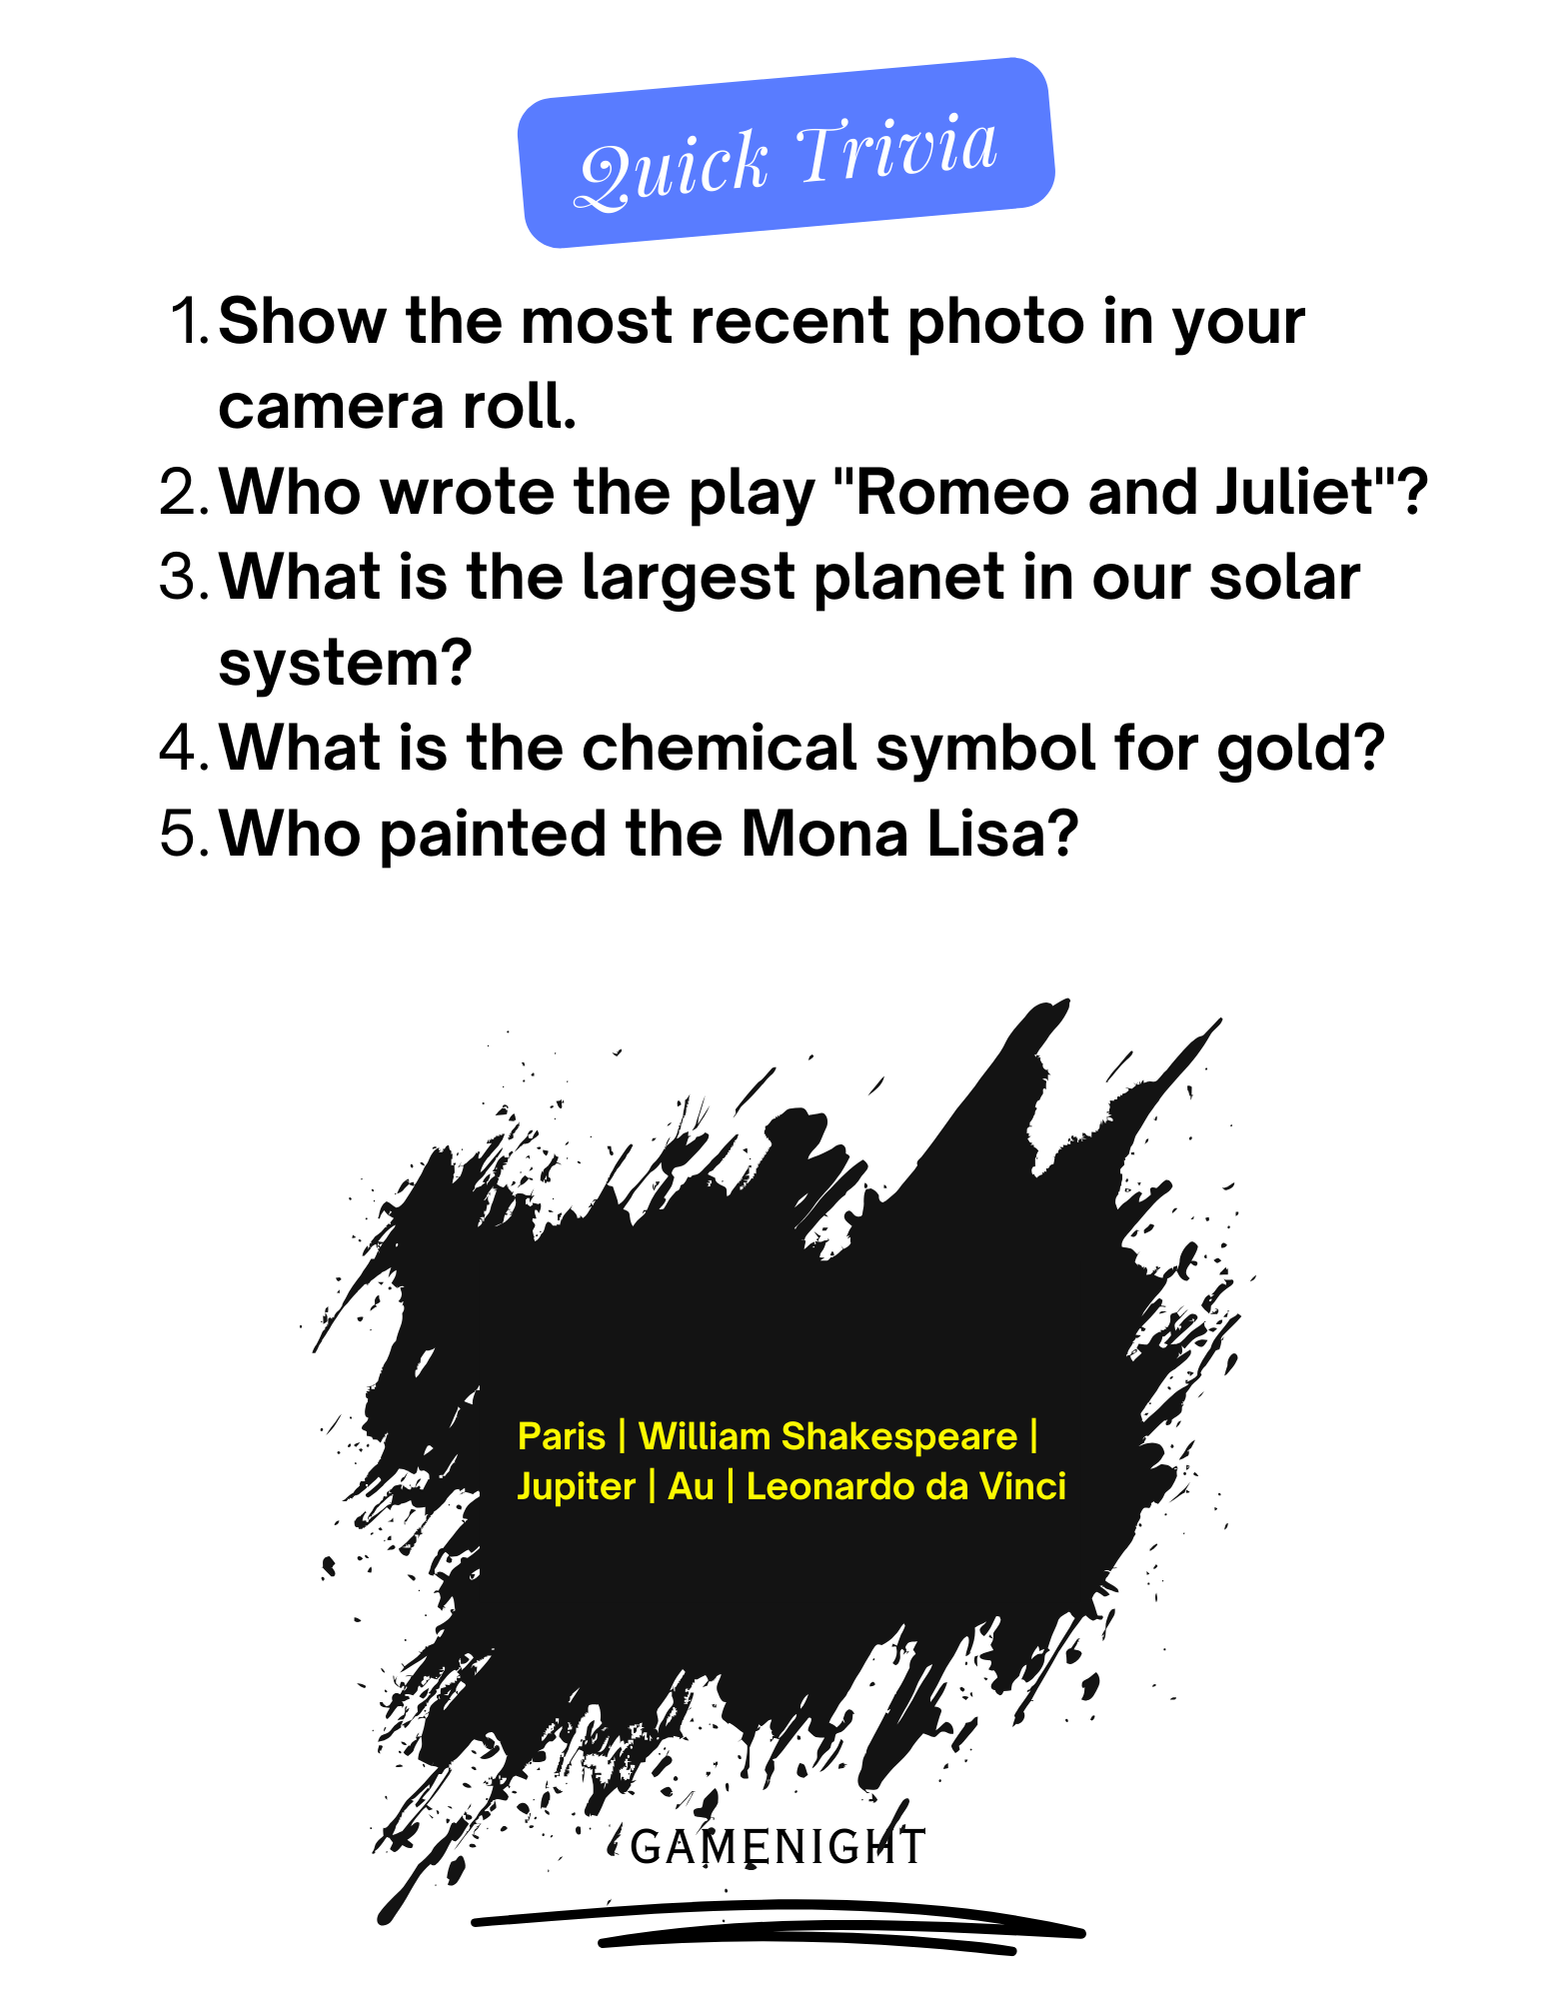 Quick Trivia
1. Show the most recent photo in your
camera roll.
2. Who wrote the play "Romeo and Juliet"?
3. What is the largest planet in our solar
system?
4. What is the chemical symbol for gold?
5. Who painted the Mona Lisa?
Paris | William Shakespeare |
Jupiter | Au | Leonardo da Vinci
GAMENIGHT